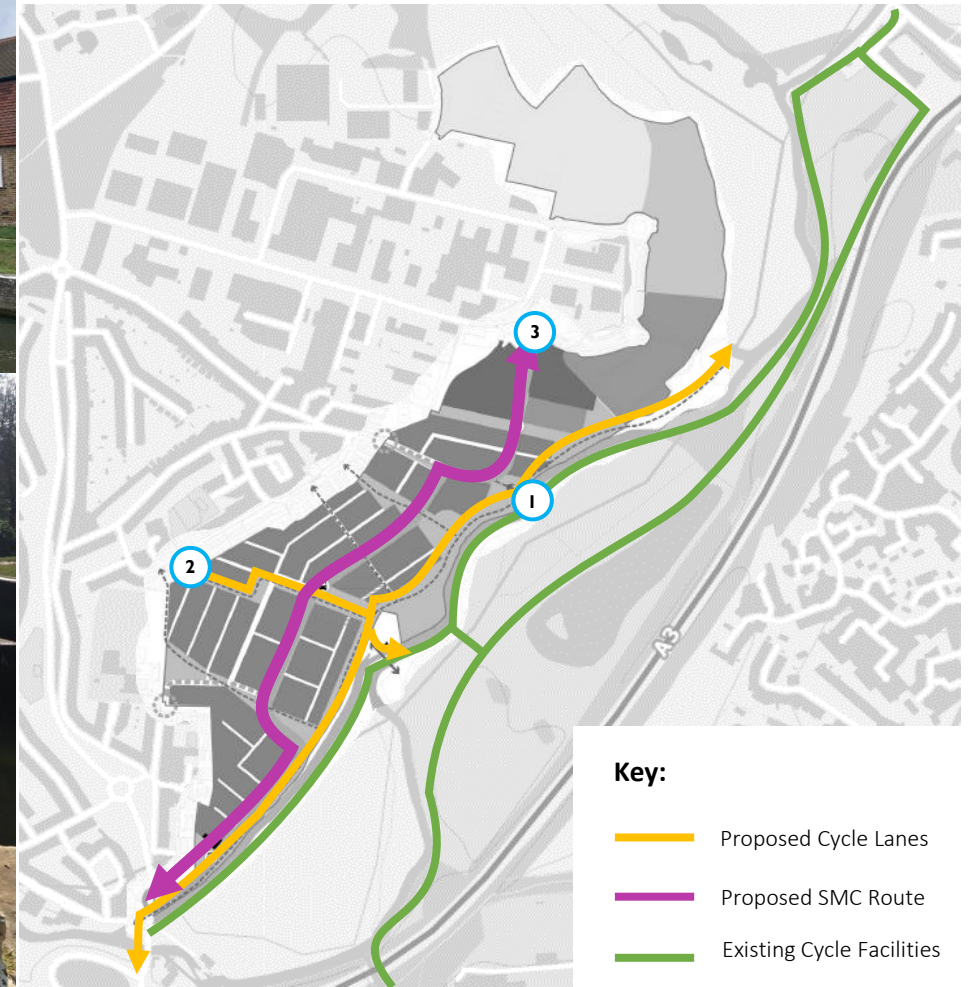 3
1
2
A3
Key:
Proposed Cycle Lanes
Proposed SMC Route
Existing Cycle Facilities